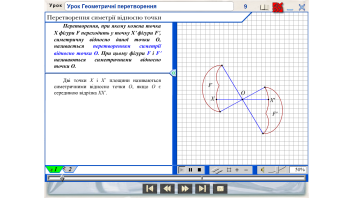 Урок Урок Геометричні перетворення 9
Перетворення симетрії відносно точки
Перетворення, при якому кожна точка
X фігури F переходить у точку X' фігури F',
симетричну відносно даної точки O,
називається перетворенням симетрії
відносно точки O. При цьому фігури F і F'
називаються симетричними відносно
точки O.
Дві точки X і X' площини називаються
симетричними відносно точки O, якщо O є
серединою відрізка XX'.
F
O
X
X'
F'
1 2
50%